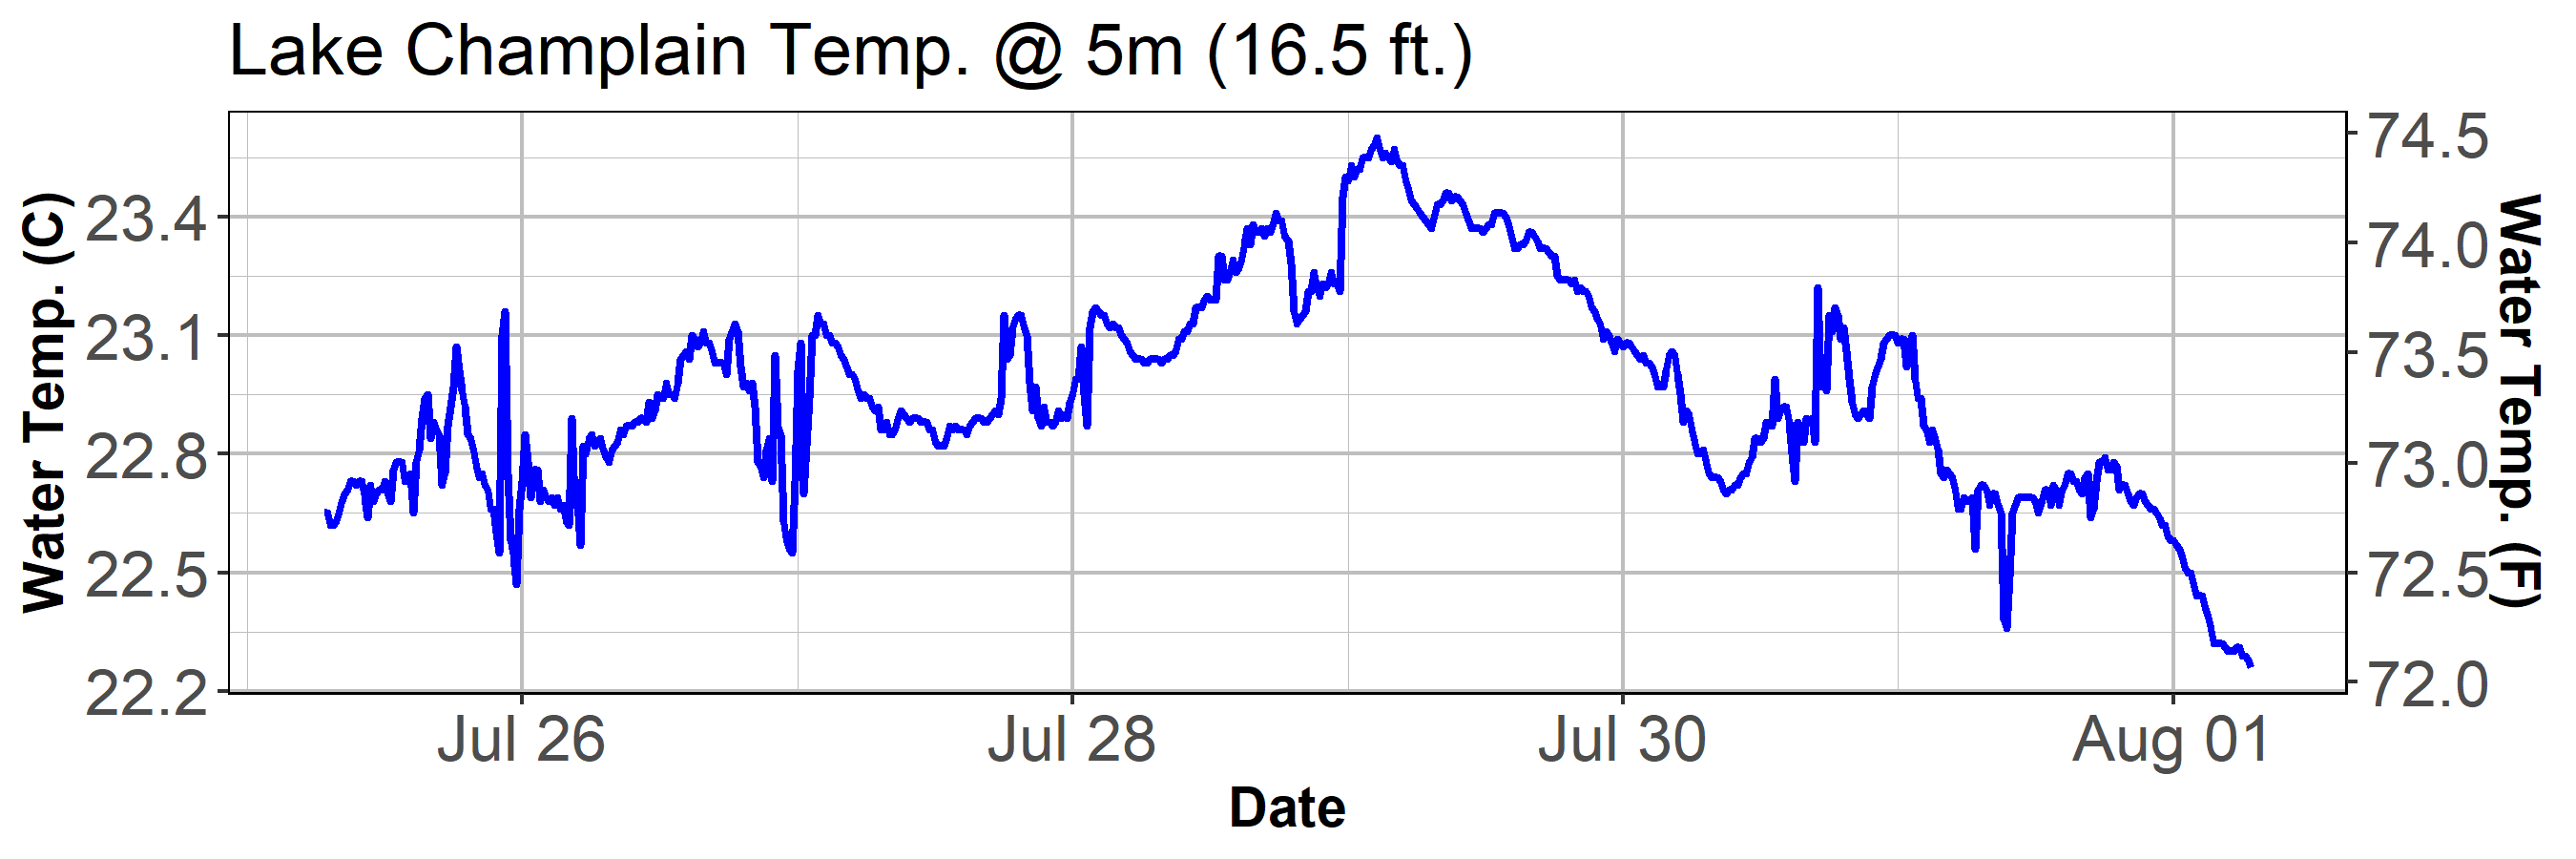 Lake Champlain Temp. @ 5m (16.5 ft.)
Water Temp. (C)
23.4
23.1
22.8
22.5
22.2
74.5
74.0
73.5
73.0
72.5
72.0
Water Temp. (F)
Jul 26 Jul 28 Jul 30 Aug 01
Date